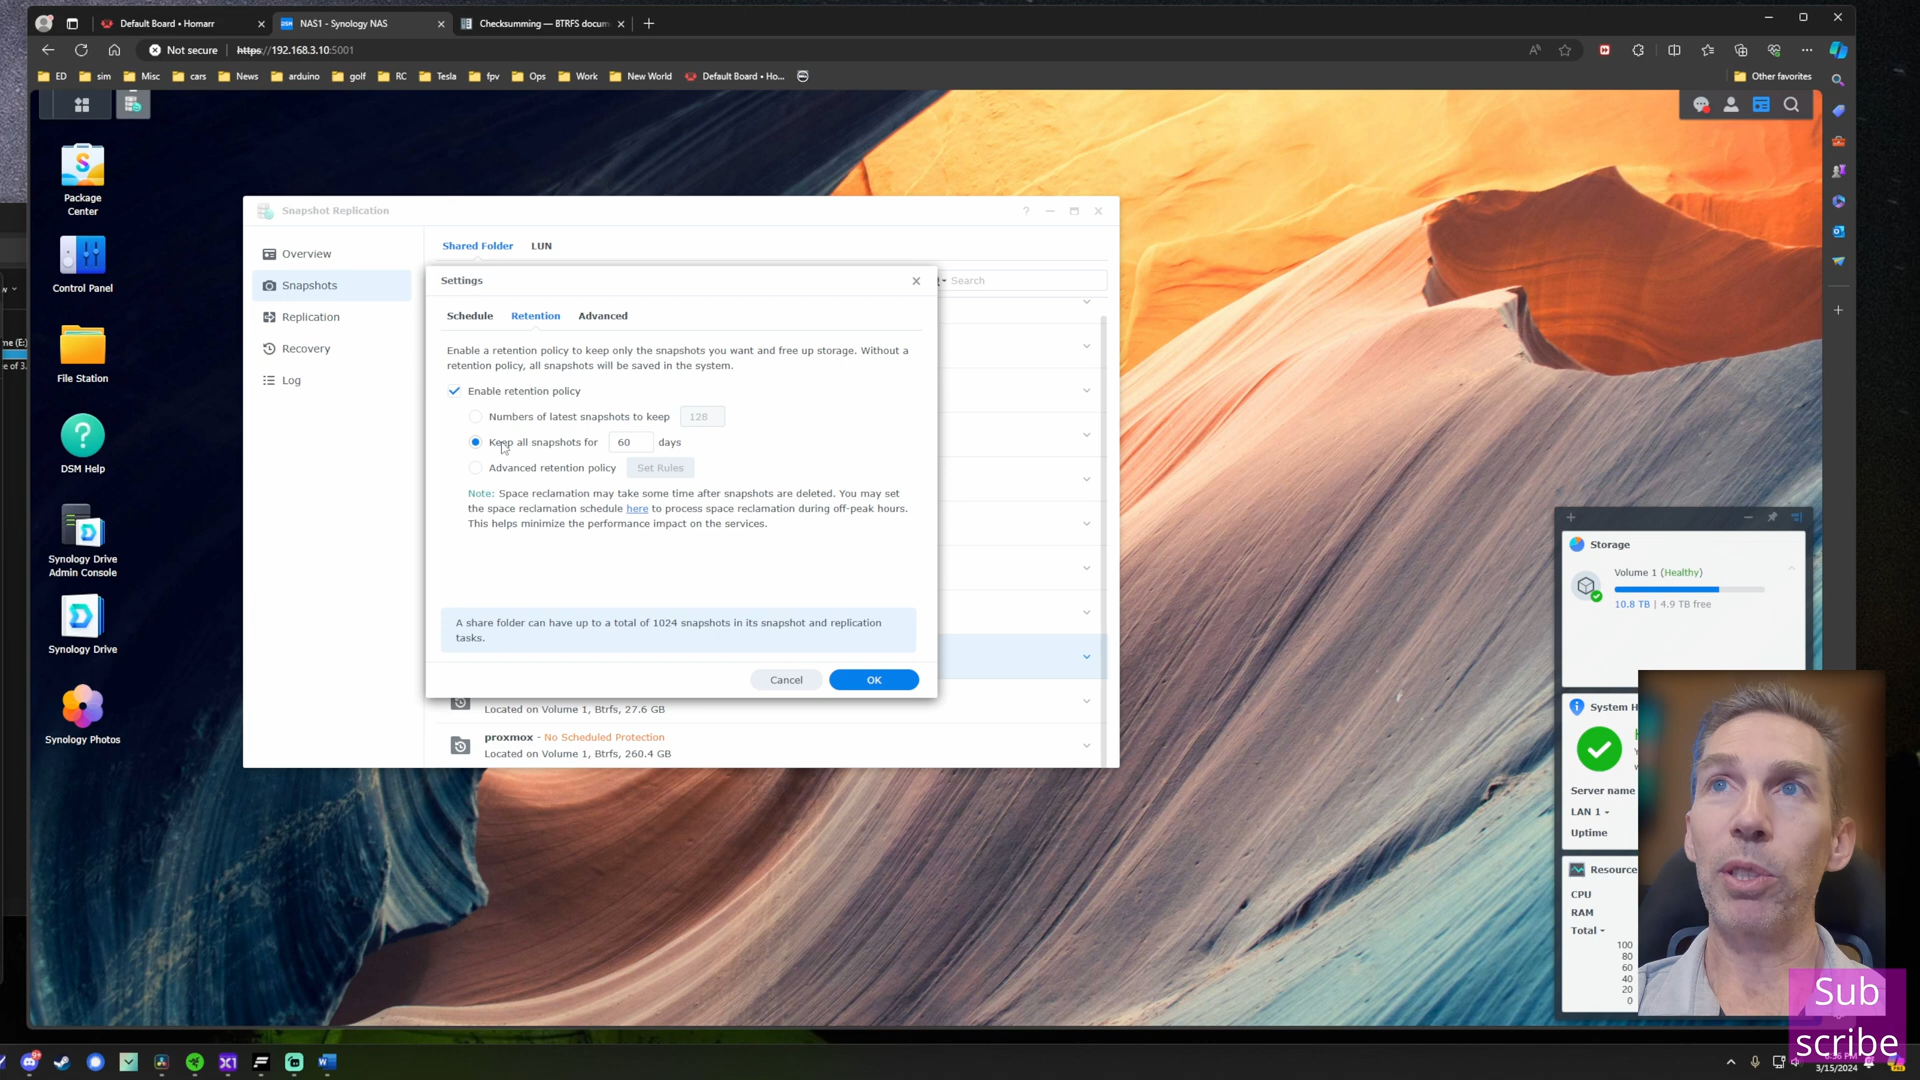 Default Board • Homarr
NAS1 - Synology NAS
Checksumming — BTRFS docum
Not secure
https://192.168.3.10:5001
ED
sim
Misc
cars
News
arduino
golf
RC
Tesla
fpv
Ops
Work
New World
Default Board • Ho...
Other favorites
Package
Center
Control Panel
File Station
DSM Help
Synology Drive
Admin Console
Synology Drive
Synology Photos
Snapshot Replication
Overview
Snapshots
Replication
Recovery
Log
Shared Folder
LUN
Search
Settings
Schedule
Retention
Advanced
Enable a retention policy to keep only the snapshots you want and free up storage. Without a
retention policy, all snapshots will be saved in the system.
Enable retention policy
Numbers of latest snapshots to keep 128
Keep all snapshots for 60 days
Advanced retention policy Set Rules
Note: Space reclamation may take some time after snapshots are deleted. You may set
the space reclamation schedule here to process space reclamation during off-peak hours.
This helps minimize the performance impact on the services.
A share folder can have up to a total of 1024 snapshots in its snapshot and replication
tasks.
Cancel
OK
Located on Volume 1, Btrfs, 27.6 GB
proxmox - No Scheduled Protection
Located on Volume 1, Btrfs, 260.4 GB
Storage
Volume 1 (Healthy)
10.8 TB | 4.9 TB free
System H
Server name
LAN 1
Uptime
Resource
CPU
RAM
Total
100
80
60
40
20
0
Sub
scribe
3/15/2024